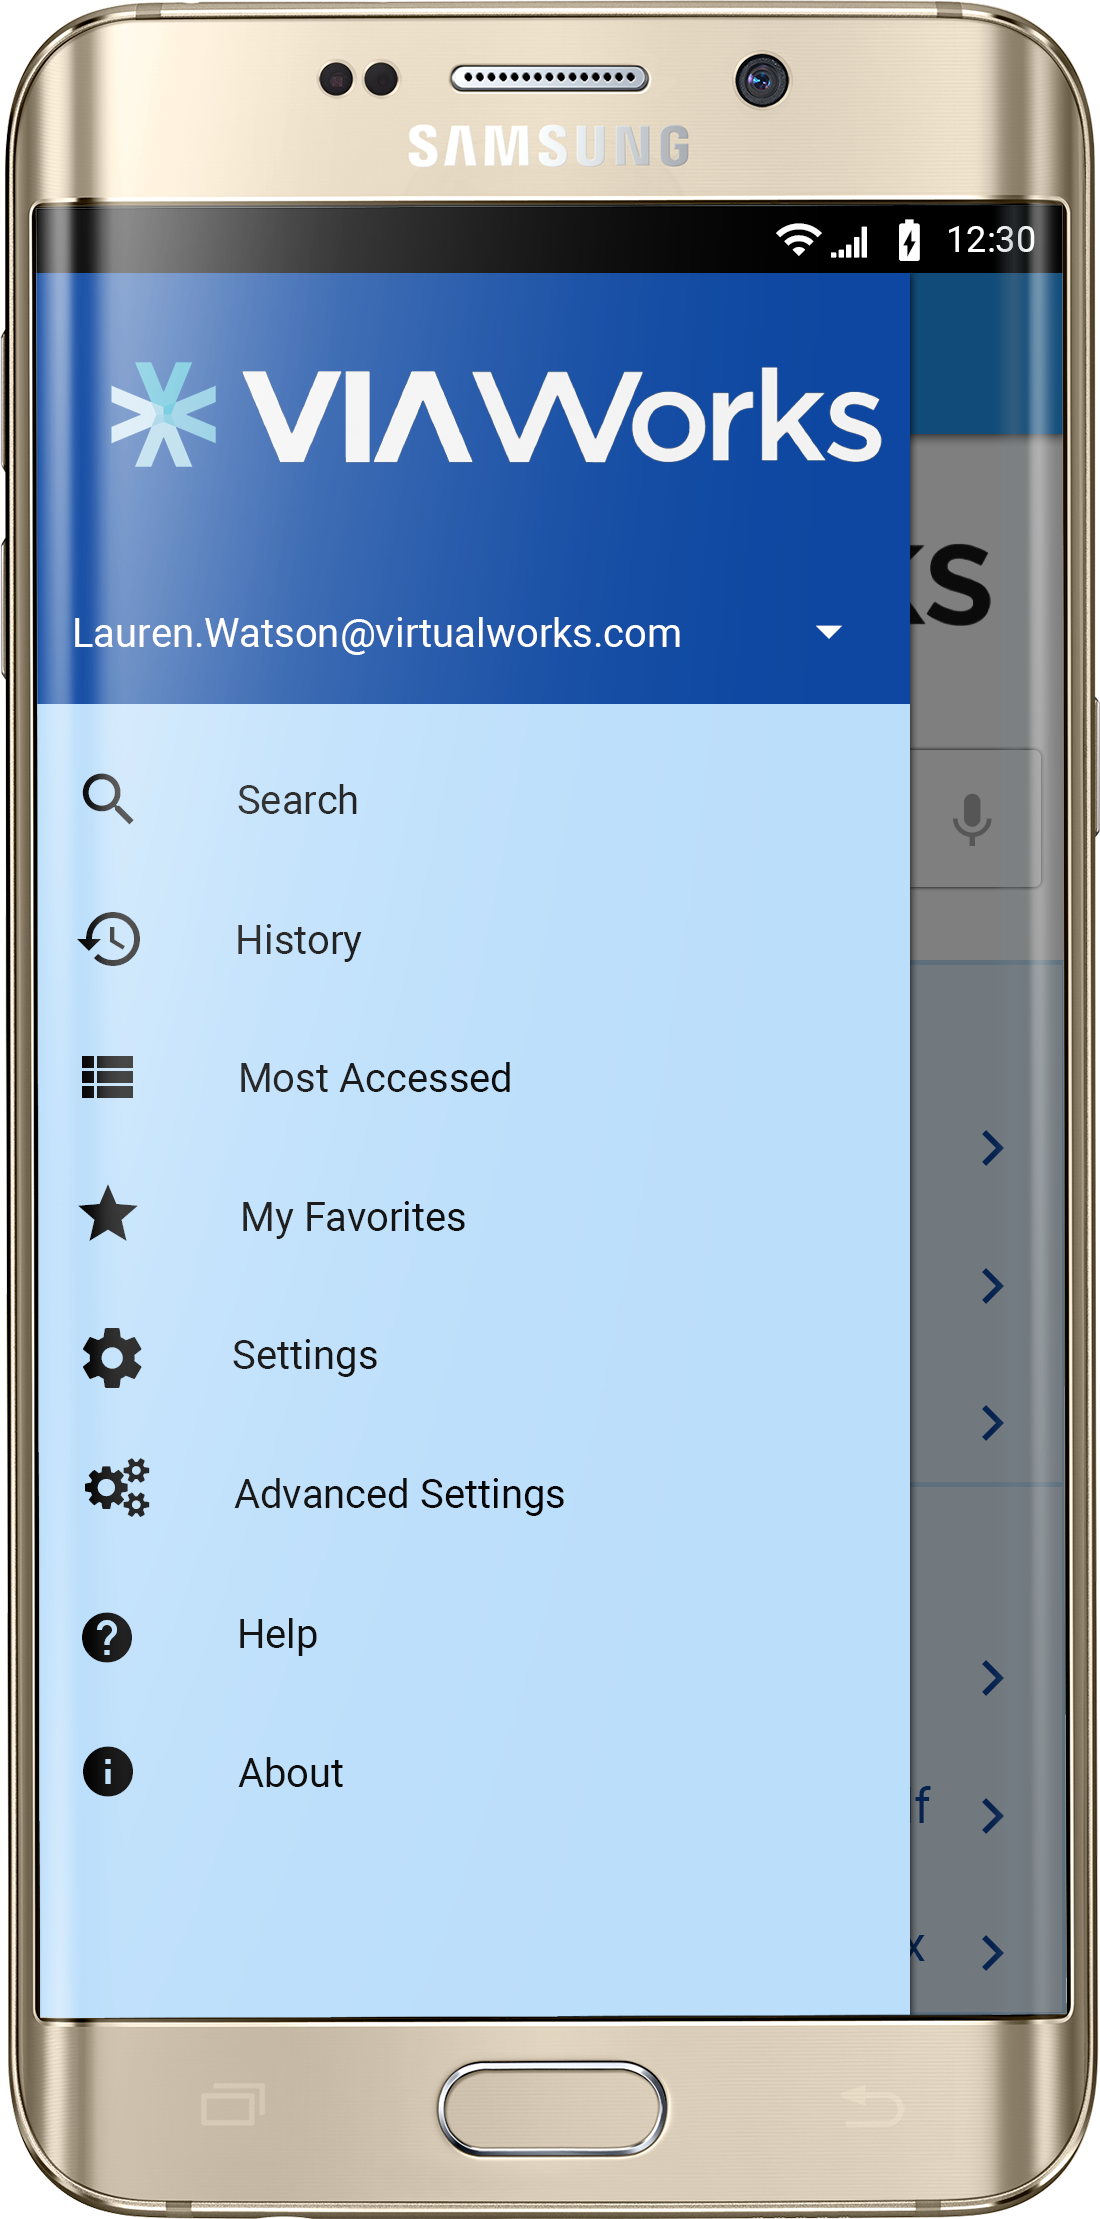 SAMSUNG
12:30
VIAWorks
ks
Lauren.Watson@virtualworks.com
Search
History
Most Accessed
My Favorites
Settings
Advanced Settings
Help
f
About
x